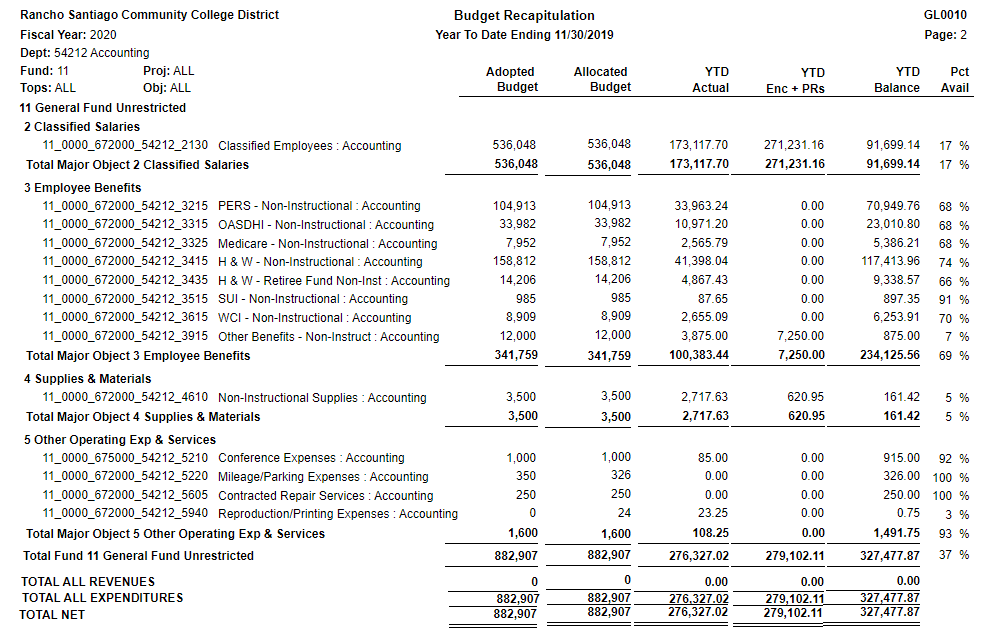 Rancho Santiago Community College District Budget Recapitulation GL0010
Fiscal Year: 2020 Year To Date Ending 11/30/2019 Page: 2
Dept: 54212 Accounting
Fund: 11 Proj: ALL Adopted Allocated YTD YTD YTD Pct
Tops: ALL Obj: ALL Budget Budget Actual Enc + PRs Balance Avail
11 General Fund Unrestricted
2 Classified Salaries
11_0000_672000_54212_2130 Classified Employees : Accounting 536,048 536,048 173,117.70 271,231.16 91,699.14 17 %
Total Major Object 2 Classified Salaries 536,048 536,048 173,117.70 271,231.16 91,699.14 17 %
3 Employee Benefits
11_0000_672000_54212_3215 PERS - Non-Instructional : Accounting 104,913 104,913 33,963.24 0.00 70,949.76 68 %
11_0000_672000_54212_3315 OASDHI - Non-Instructional : Accounting 33,982 33,982 10,971.20 0.00 23,010.80 68 %
11_0000_672000_54212_3325 Medicare - Non-Instructional : Accounting 7,952 7,952 2,565.79 0.00 5,386.21 68 %
11_0000_672000_54212_3415 H & W - Non-Instructional : Accounting 158,812 158,812 41,398.04 0.00 117,413.96 74 %
11_0000_672000_54212_3435 H & W - Retiree Fund Non-Inst : Accounting 14,206 14,206 4,867.43 0.00 9,338.57 66 %
11_0000_672000_54212_3515 SUI - Non-Instructional : Accounting 985 985 87.65 0.00 897.35 91 %
11_0000_672000_54212_3615 WCI - Non-Instructional : Accounting 8,909 8,909 2,655.09 0.00 6,253.91 70 %
11_0000_672000_54212_3915 Other Benefits - Non-Instruct : Accounting 12,000 12,000 3,875.00 7,250.00 875.00 7 %
Total Major Object 3 Employee Benefits 341,759 341,759 100,383.44 7,250.00 234,125.56 69 %
4 Supplies & Materials
11_0000_672000_54212_4610 Non-Instructional Supplies : Accounting 3,500 3,500 2,717.63 620.95 161.42 5 %
Total Major Object 4 Supplies & Materials 3,500 3,500 2,717.63 620.95 161.42 5 %
5 Other Operating Exp & Services
11_0000_675000_54212_5210 Conference Expenses : Accounting 1,000 1,000 85.00 0.00 915.00 92 %
11_0000_672000_54212_5220 Mileage/Parking Expenses : Accounting 350 326 0.00 0.00 326.00 100 %
11_0000_672000_54212_5605 Contracted Repair Services : Accounting 250 250 0.00 0.00 250.00 100 %
11_0000_672000_54212_5940 Reproduction/Printing Expenses : Accounting 0 24 23.25 0.00 0.75 3 %
Total Major Object 5 Other Operating Exp & Services 1,600 1,600 108.25 0.00 1,491.75 93 %
Total Fund 11 General Fund Unrestricted 882,907 882,907 276,327.02 279,102.11 327,477.87 37 %
TOTAL ALL REVENUES 0 0 0.00 0.00 0.00
TOTAL ALL EXPENDITURES 882,907 882,907 276,327.02 279,102.11 327,477.87
TOTAL NET 882,907 882,907 276,327.02 279,102.11 327,477.87